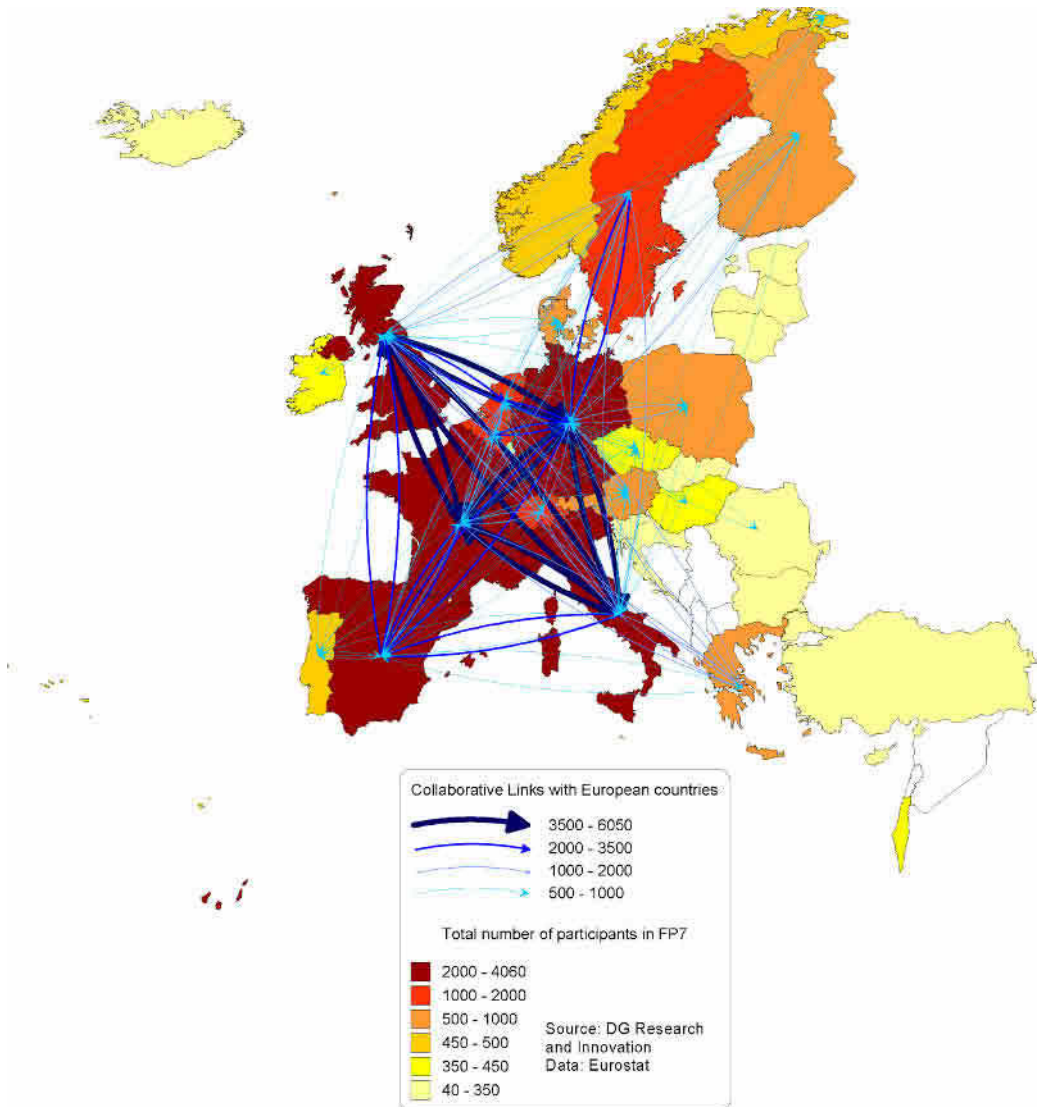 Collaborative Links with European countries
3500 - 6050
2000 - 3500
1000 - 2000
500 - 1000
Total number of participants in FP7
2000 - 4060
1000 - 2000
500 - 1000
450 - 500
350 - 450
40 - 350
Source: DG Research
and Innovation
Data: Eurostat